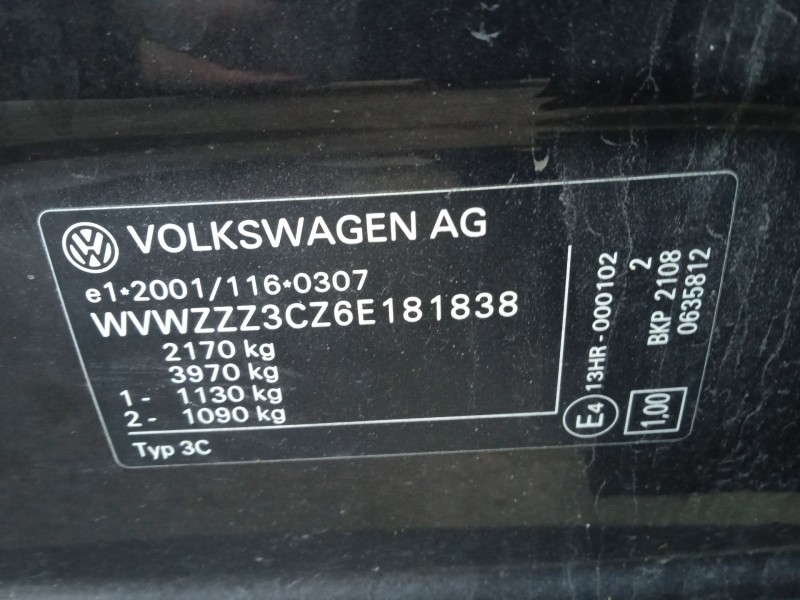 VOLKSWAGEN AG
e1*2001/116*0307
WVWZZZ3CZ6E181838
2170 kg
3970 kg
1- 1130 kg
2- 1090 kg
Typ 3C
E4 13HR-000102
2
BKP 2108
1,00 0635812